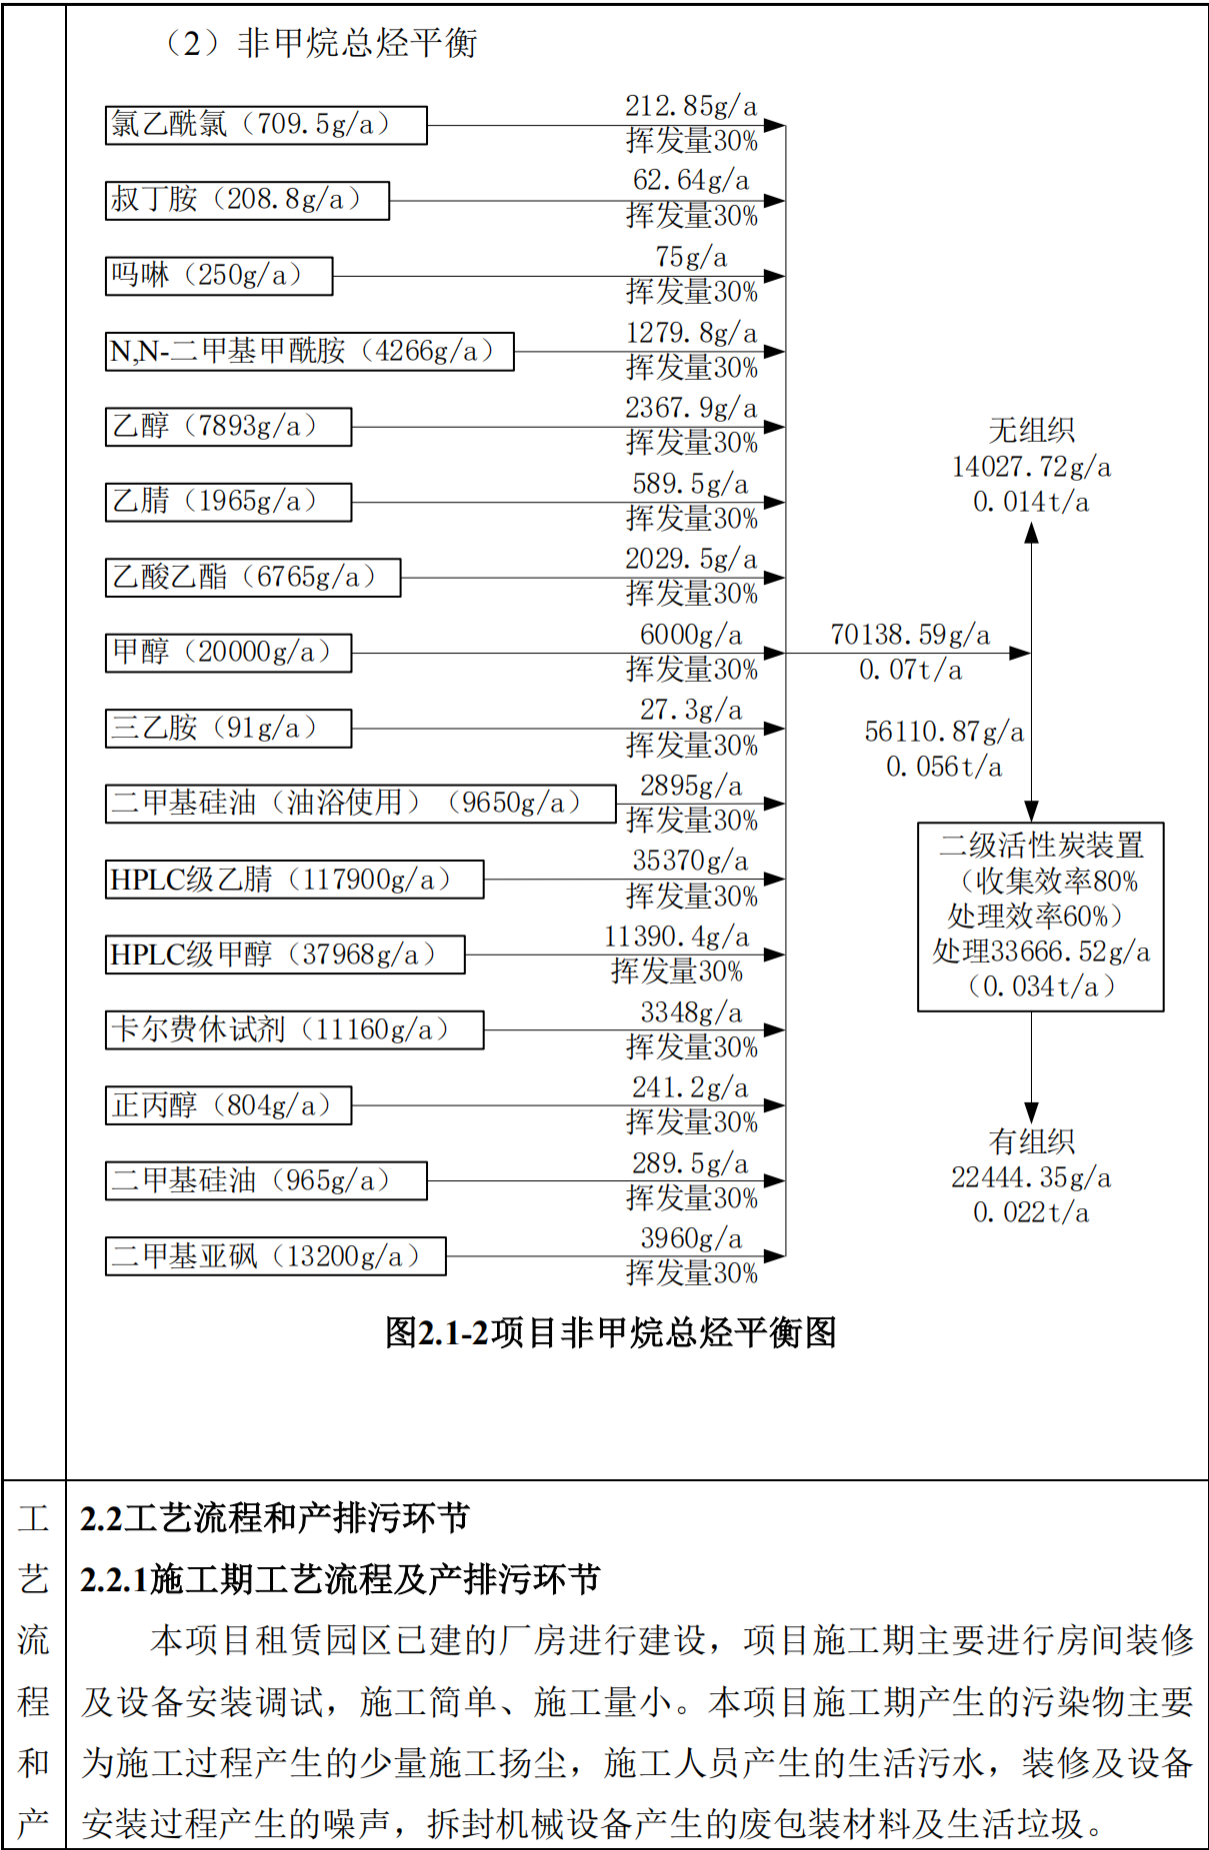 （2）非甲烷总烃平衡
氯乙酰氯（709.5g/a）
212.85g/a
挥发量30%
叔丁胺（208.8g/a）
62.64g/a
挥发量30%
吗啉（250g/a）
75g/a
挥发量30%
N,N-二甲基甲酰胺（4266g/a）
1279.8g/a
挥发量30%
乙醇（7893g/a）
2367.9g/a
挥发量30%
乙腈（1965g/a）
589.5g/a
挥发量30%
乙酸乙酯（6765g/a）
2029.5g/a
挥发量30%
甲醇（20000g/a）
6000g/a
挥发量30%
三乙胺（91g/a）
27.3g/a
挥发量30%
二甲基硅油（油浴使用）（9650g/a）
2895g/a
挥发量30%
HPLC级乙腈（117900g/a）
35370g/a
挥发量30%
HPLC级甲醇（37968g/a）
11390.4g/a
挥发量30%
卡尔费休试剂（11160g/a）
3348g/a
挥发量30%
正丙醇（804g/a）
241.2g/a
挥发量30%
二甲基硅油（965g/a）
289.5g/a
挥发量30%
二甲基亚砜（13200g/a）
3960g/a
挥发量30%
70138.59g/a
0.07t/a
无组织
14027.72g/a
0.014t/a
56110.87g/a
0.056t/a
二级活性炭装置
（收集效率80%
处理效率60%）
处理33666.52g/a
（0.034t/a）
有组织
22444.35g/a
0.022t/a
图2.1-2项目非甲烷总烃平衡图
工
艺
流
程
和
产
2.2工艺流程和产排污环节
2.2.1施工期工艺流程及产排污环节
本项目租赁园区已建的厂房进行建设，项目施工期主要进行房间装修
及设备安装调试，施工简单、施工量小。本项目施工期产生的污染物主要
为施工过程产生的少量施工扬尘，施工人员产生的生活污水，装修及设备
安装过程产生的噪声，拆封机械设备产生的废包装材料及生活垃圾。